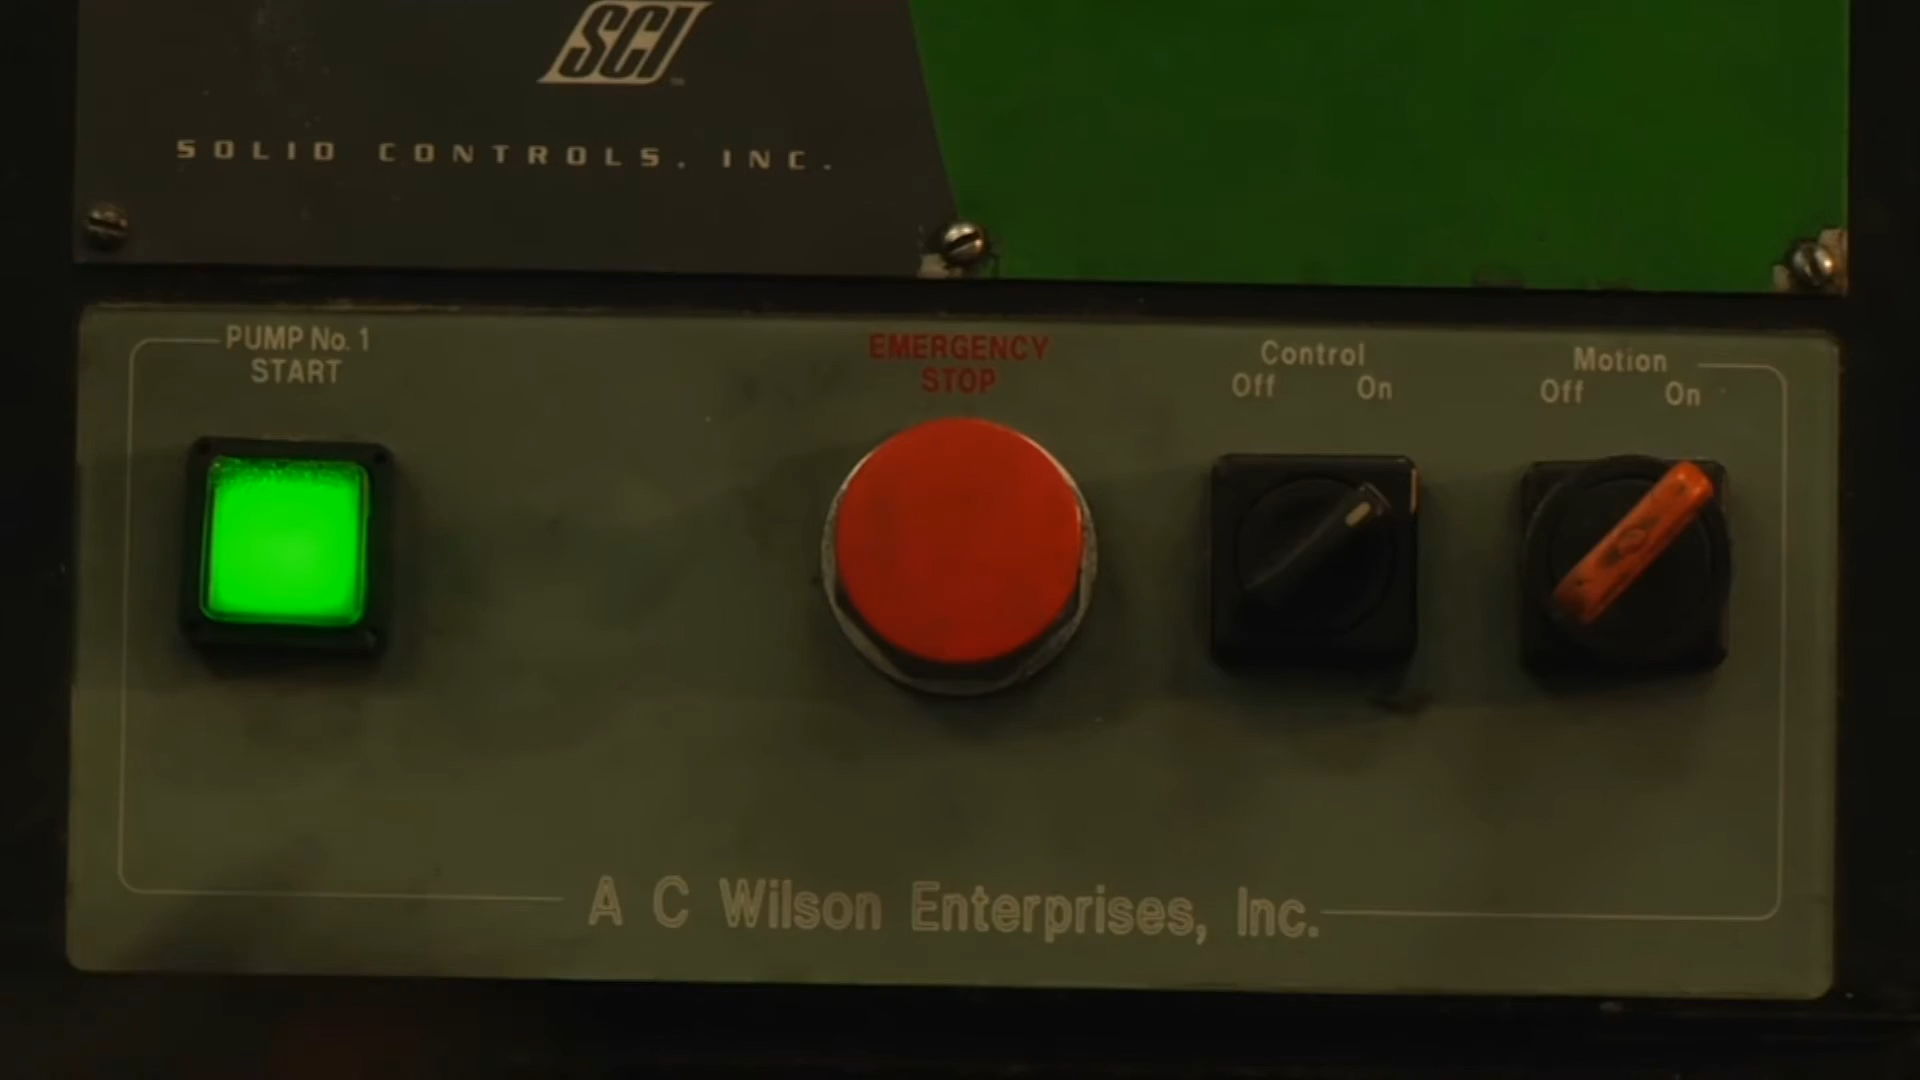 SCI
SOLID CONTROLS, INC.
PUMP No. 1
START
EMERGENCY
STOP
Control
Off On
Motion
Off On
A C Wilson Enterprises, Inc.